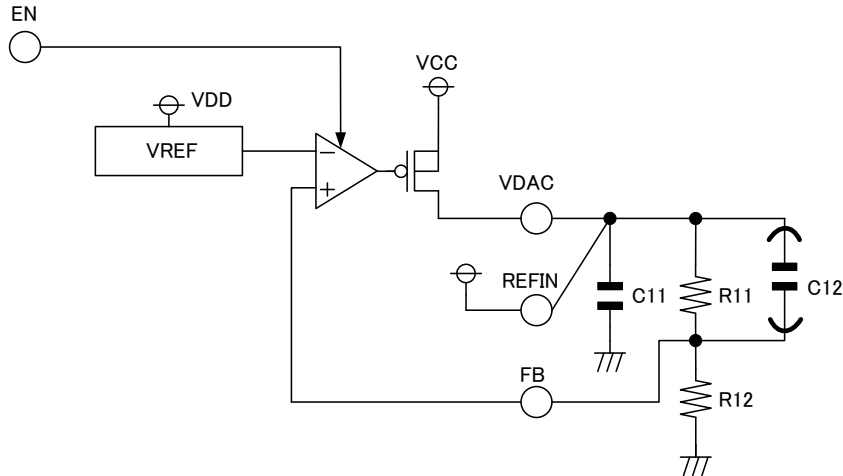 EN
VCC
VDD
VREF
−
+
VDAC
REFIN
C11
R11
C12
FB
R12